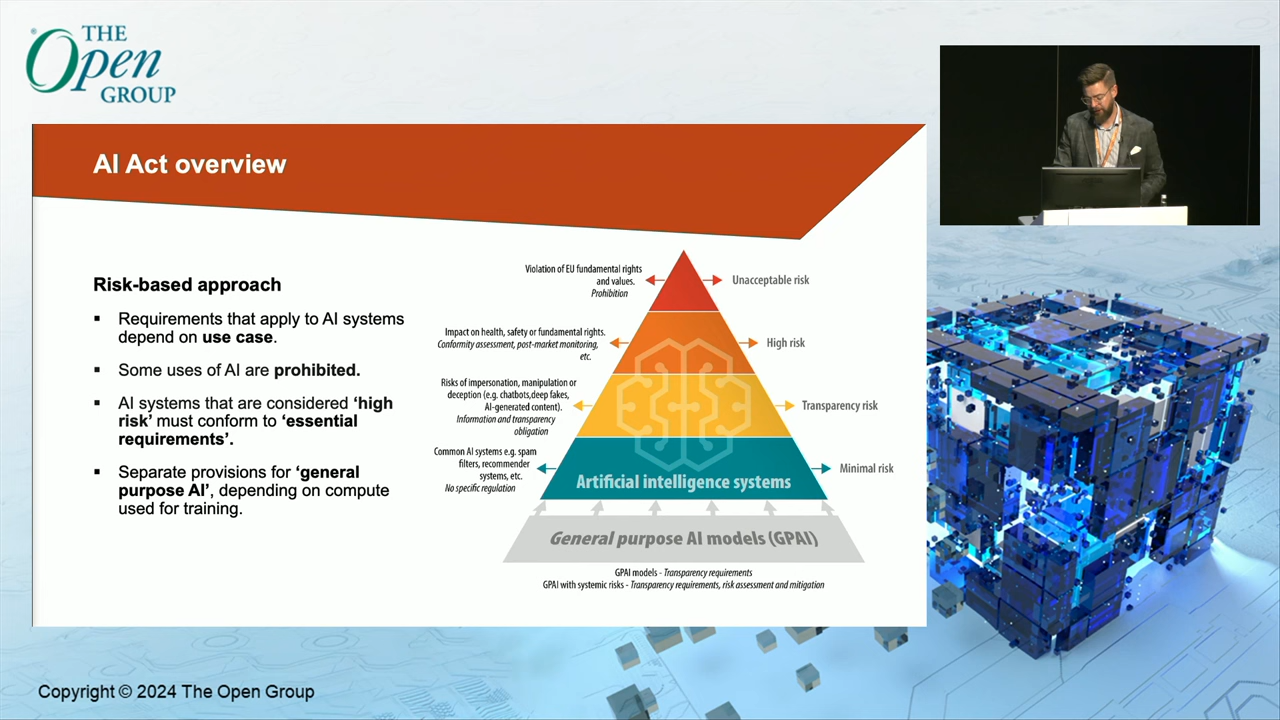 THE
Open
GROUP
AI Act overview
Risk-based approach
▪ Requirements that apply to AI systems
depend on use case.
▪ Some uses of AI are prohibited.
▪ AI systems that are considered ‘high
risk’ must conform to ‘essential
requirements’.
▪ Separate provisions for ‘general
purpose AI’, depending on compute
used for training.
Violation of EU fundamental rights
and values.
Prohibition
Unacceptable risk
Impact on health, safety or fundamental rights.
Conformity assessment, post-market monitoring,
etc.
High risk
Risks of impersonation, manipulation or
deception (e.g. chatbots,deep fakes,
AI-generated content).
Information and transparency
obligation
Transparency risk
Common AI systems e.g. spam
filters, recommender
systems, etc.
No specific regulation
Minimal risk
Artificial intelligence systems
General purpose AI models (GPAI)
GPAI models - Transparency requirements
GPAI with systemic risks - Transparency requirements, risk assessment and mitigation
Copyright © 2024 The Open Group